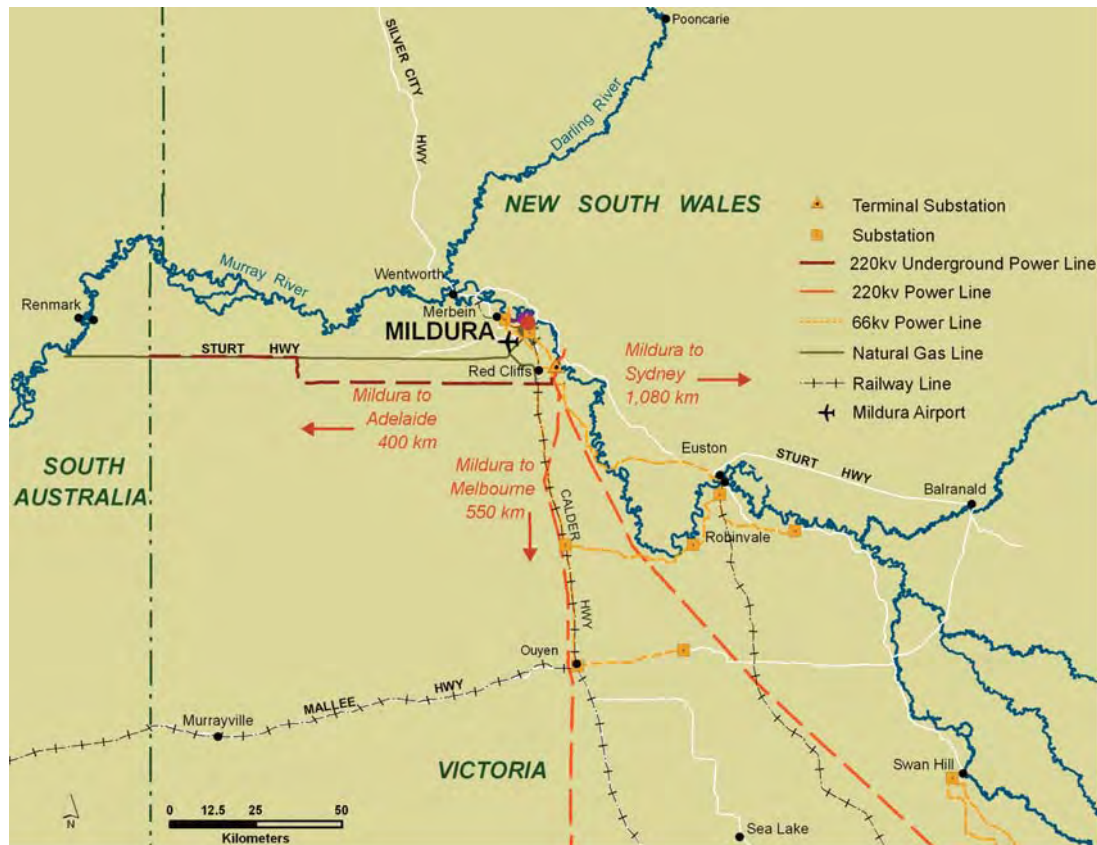 Pooncarie
SILVER CITY
HWY
Darling River
NEW SOUTH WALES
Terminal Substation
Substation
220kv Underground Power Line
220kv Power Line
66kv Power Line
Natural Gas Line
Railway Line
Mildura Airport
Murray River
Wentworth
Renmark
Merbein
MILDURA
STURT HWY
Red Cliffs
Mildura to
Sydney
1,080 km
Mildura to
Adelaide
400 km
Mildura to
Melbourne
550 km
SOUTH
AUSTRALIA
Euston
STURT HWY
Balranald
CALDER
HWY
Robinvale
Ouyen
MALLEE HWY
Murrayville
VICTORIA
Swan Hill
Sea Lake
N
0 12.5 25 50
Kilometers